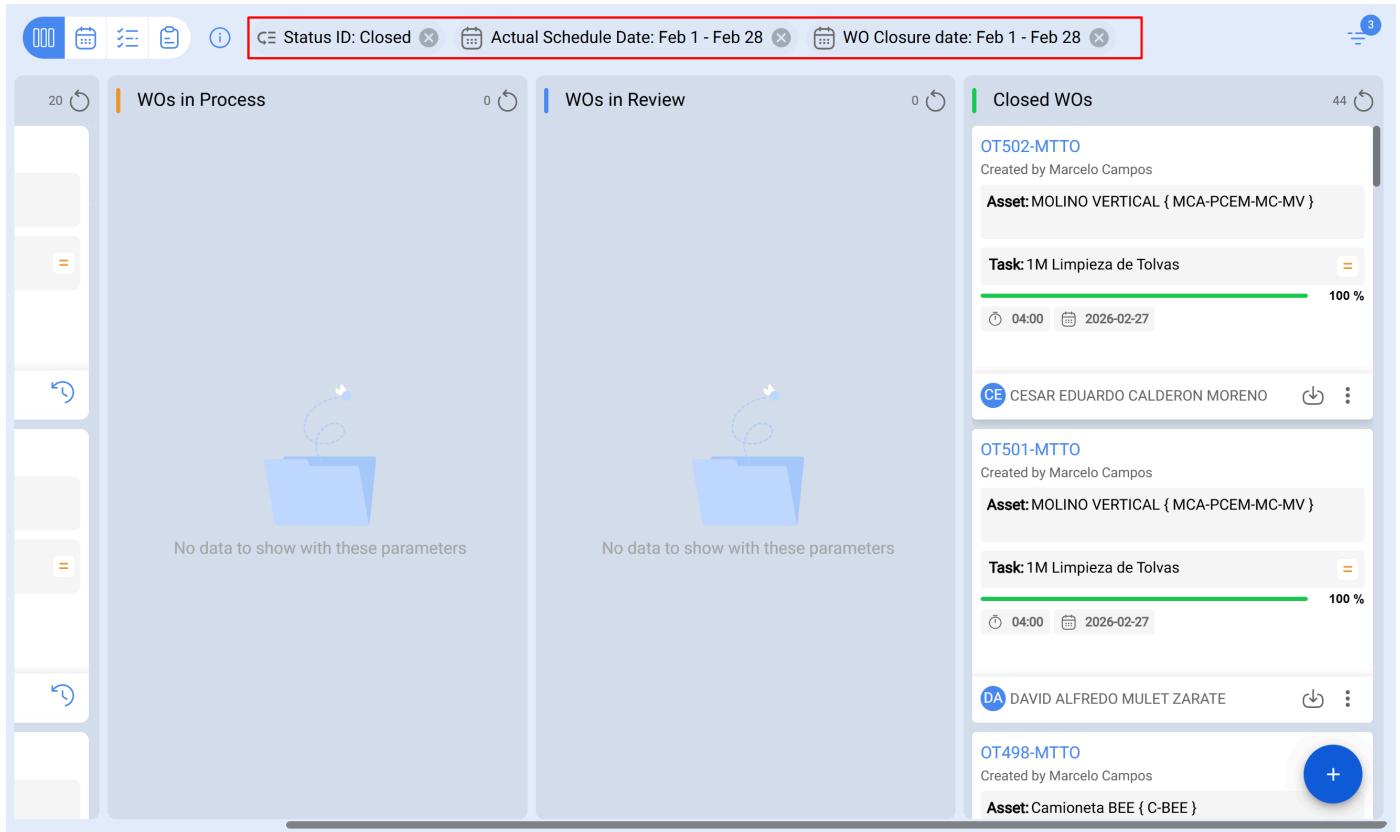 Status ID: Closed
Actual Schedule Date: Feb 1 - Feb 28
WO Closure date: Feb 1 - Feb 28
3
20
WOs in Process
0
WOs in Review
0
Closed WOs
44
=
=
No data to show with these parameters
No data to show with these parameters
OT502-MTTO
Created by Marcelo Campos
Asset: MOLINO VERTICAL { MCA-PCEM-MC-MV }
Task: 1M Limpieza de Tolvas
=
100 %
04:00
2026-02-27
CE
CESAR EDUARDO CALDERON MORENO
OT501-MTTO
Created by Marcelo Campos
Asset: MOLINO VERTICAL { MCA-PCEM-MC-MV }
Task: 1M Limpieza de Tolvas
=
100 %
04:00
2026-02-27
DA
DAVID ALFREDO MULET ZARATE
OT498-MTTO
Created by Marcelo Campos
Asset: Camioneta BEE { C-BEE }
+